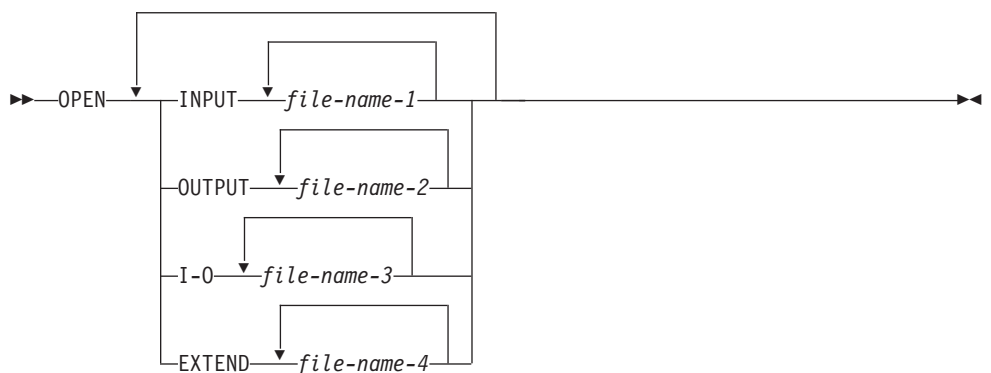 OPEN INPUT file-name-1
OUTPUT file-name-2
I-O file-name-3
EXTEND file-name-4